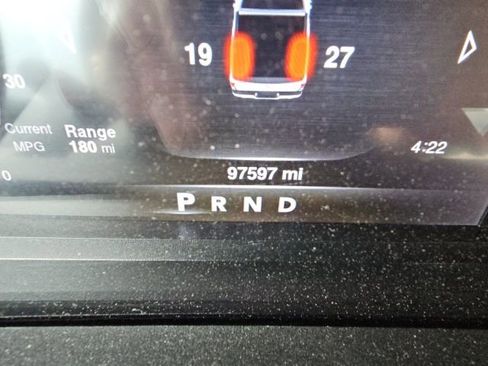 19 27
30
Current Range
MPG 180 mi
4:22
0
97597 mi
P R N D